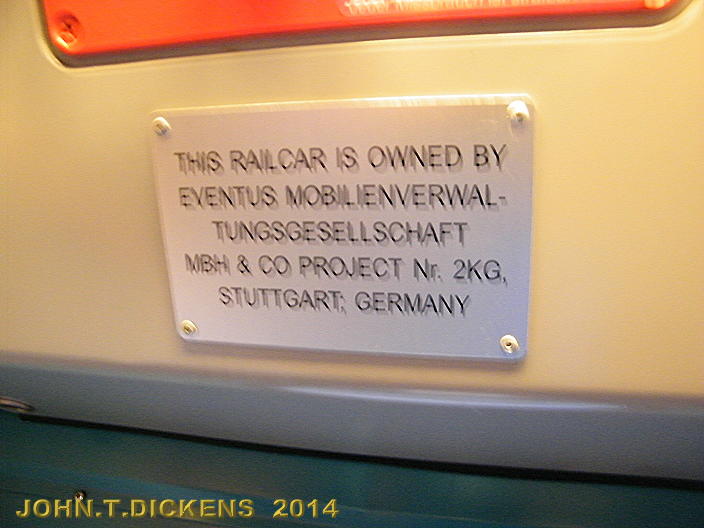 THIS RAILCAR IS OWNED BY
EVENTUS MOBILIENVERWAL-
TUNGSGESELLSCHAFT
MBH & CO PROJECT Nr. 2KG,
STUTTGART; GERMANY
JOHN.T.DICKENS 2014